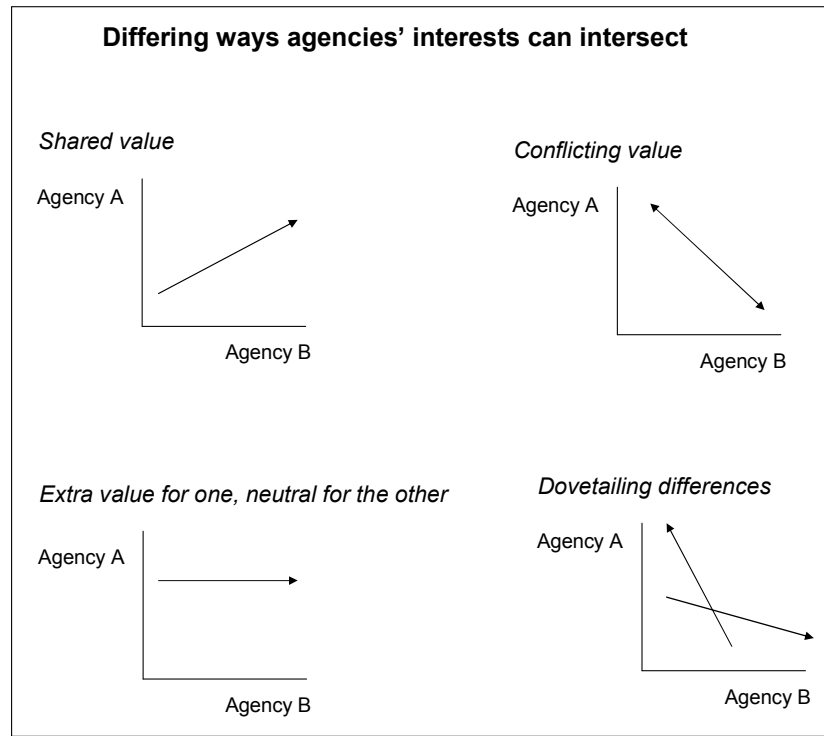 Differing ways agencies’ interests can intersect
Shared value
Agency A
Agency B
Conflicting value
Agency A
Agency B
Extra value for one, neutral for the other
Agency A
Agency B
Dovetailing differences
Agency A
Agency B